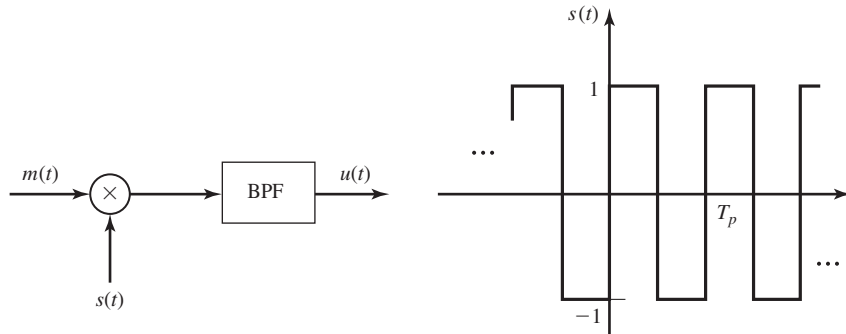 m(t)
×
BPF
u(t)
s(t)
s(t)
1
...
T_p
...
−1